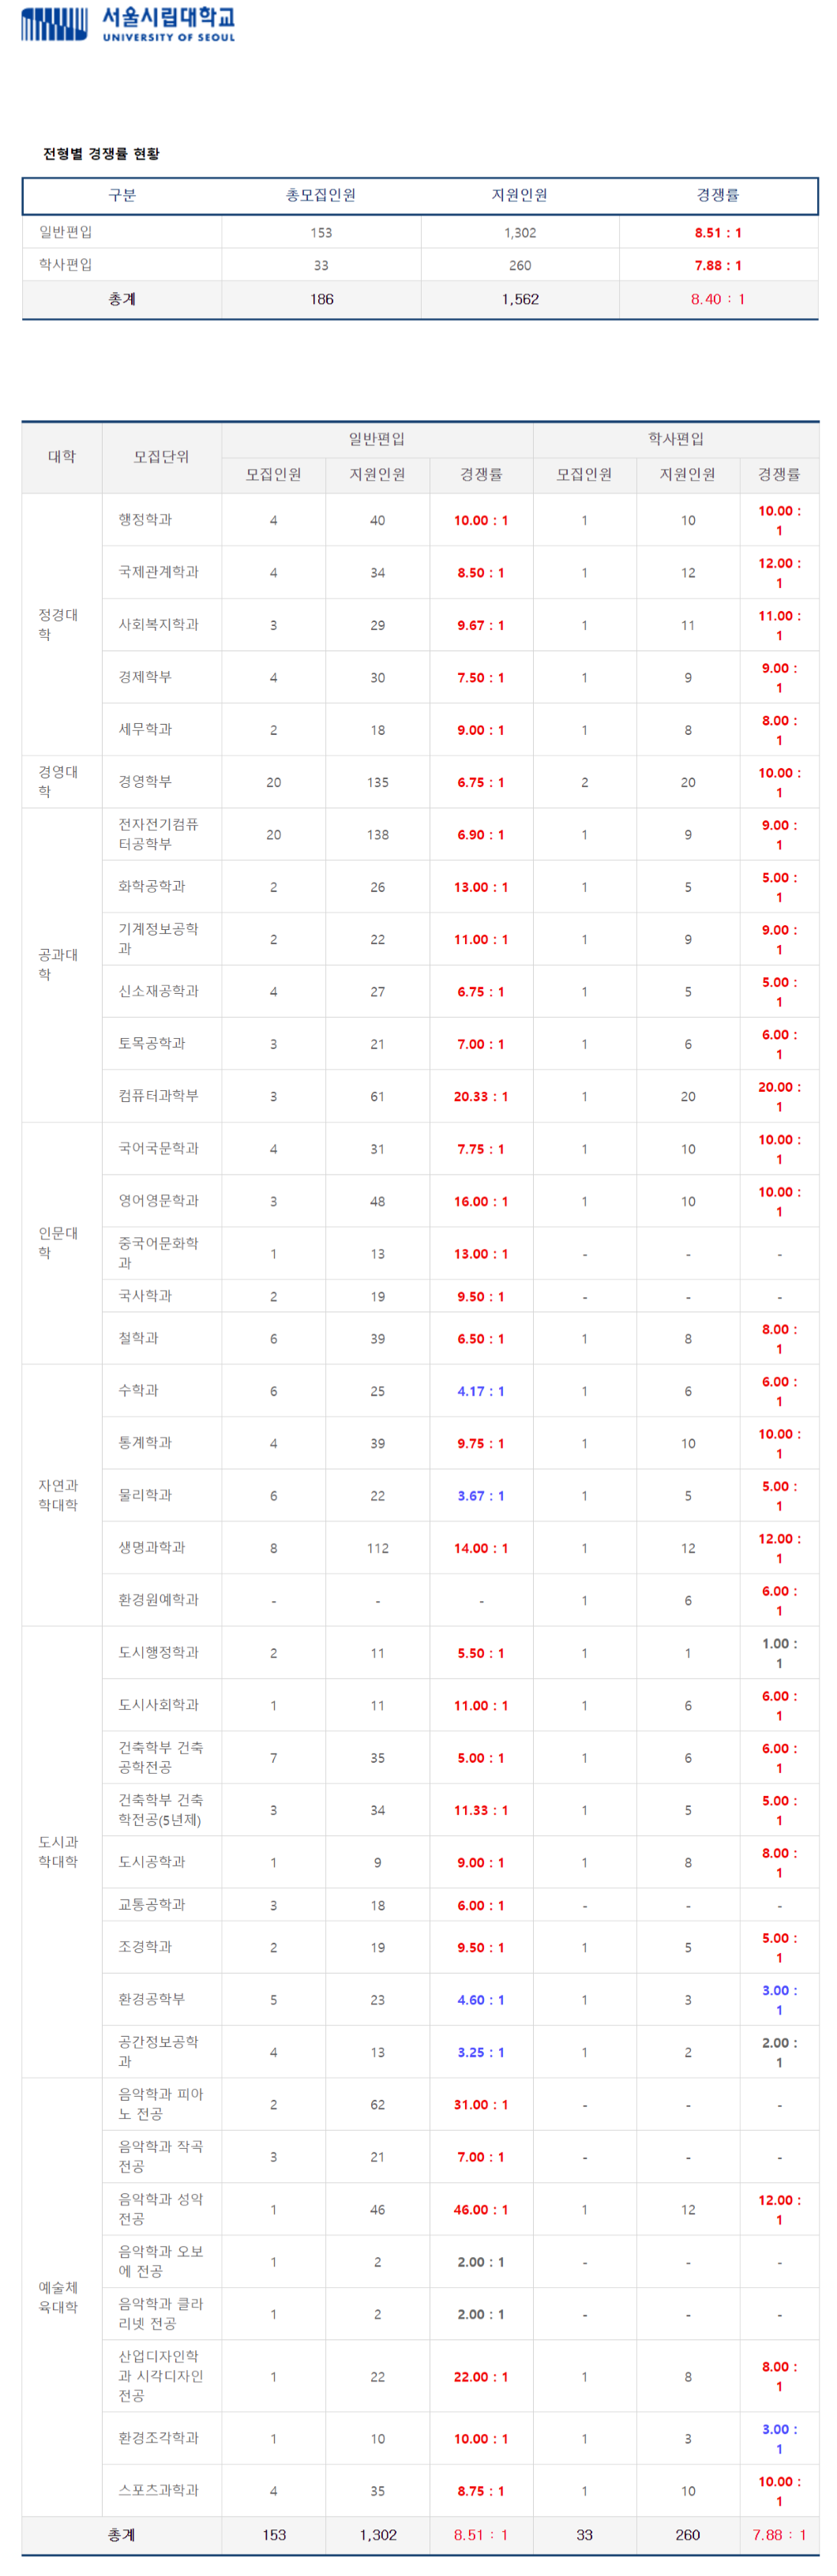 서울시립대학교
UNIVERSITY OF SEOUL
전형별 경쟁률 현황
구분 총모집인원 지원인원 경쟁률
일반편입 153 1,302 8.51 : 1
학사편입 33 260 7.88 : 1
총계 186 1,562 8.40 : 1
대학 모집단위 일반편입 학사편입
모집인원 지원인원 경쟁률 모집인원 지원인원 경쟁률
정경대학 행정학과 4 40 10.00 : 1 1 10 10.00 : 1
국제관계학과 4 34 8.50 : 1 1 12 12.00 : 1
사회복지학과 3 29 9.67 : 1 1 11 11.00 : 1
경제학부 4 30 7.50 : 1 1 9 9.00 : 1
세무학과 2 18 9.00 : 1 1 8 8.00 : 1
경영대학 경영학부 20 135 6.75 : 1 2 20 10.00 : 1
공과대학 전자전기컴퓨터공학부 20 138 6.90 : 1 1 9 9.00 : 1
화학공학과 2 26 13.00 : 1 1 5 5.00 : 1
기계정보공학과 2 22 11.00 : 1 1 9 9.00 : 1
신소재공학과 4 27 6.75 : 1 1 5 5.00 : 1
토목공학과 3 21 7.00 : 1 1 6 6.00 : 1
컴퓨터과학부 3 61 20.33 : 1 1 20 20.00 : 1
인문대학 국어국문학과 4 31 7.75 : 1 1 10 10.00 : 1
영어영문학과 3 48 16.00 : 1 1 10 10.00 : 1
중국어문화학과 1 13 13.00 : 1 - - -
국사학과 2 19 9.50 : 1 - - -
철학과 6 39 6.50 : 1 1 8 8.00 : 1
자연과학대학 수학과 6 25 4.17 : 1 1 6 6.00 : 1
통계학과 4 39 9.75 : 1 1 10 10.00 : 1
물리학과 6 22 3.67 : 1 1 5 5.00 : 1
생명과학과 8 112 14.00 : 1 1 12 12.00 : 1
환경원예학과 - - - 1 6 6.00 : 1
도시과학대학 도시행정학과 2 11 5.50 : 1 1 1 1.00 : 1
도시사회학과 1 11 11.00 : 1 1 6 6.00 : 1
건축학부 건축공학전공 7 35 5.00 : 1 1 6 6.00 : 1
건축학부 건축학전공(5년제) 3 34 11.33 : 1 1 5 5.00 : 1
도시공학과 1 9 9.00 : 1 1 8 8.00 : 1
교통공학과 3 18 6.00 : 1 - - -
조경학과 2 19 9.50 : 1 1 5 5.00 : 1
환경공학부 5 23 4.60 : 1 1 3 3.00 : 1
공간정보공학과 4 13 3.25 : 1 1 2 2.00 : 1
예술체육대학 음악학과 피아노 전공 2 62 31.00 : 1 - - -
음악학과 작곡 전공 3 21 7.00 : 1 - - -
음악학과 성악 전공 1 46 46.00 : 1 1 12 12.00 : 1
음악학과 오보에 전공 1 2 2.00 : 1 - - -
음악학과 클라리넷 전공 1 2 2.00 : 1 - - -
산업디자인학과 시각디자인전공 1 22 22.00 : 1 1 8 8.00 : 1
환경조각학과 1 10 10.00 : 1 1 3 3.00 : 1
스포츠과학과 4 35 8.75 : 1 1 10 10.00 : 1
총계 153 1,302 8.51 : 1 33 260 7.88 : 1